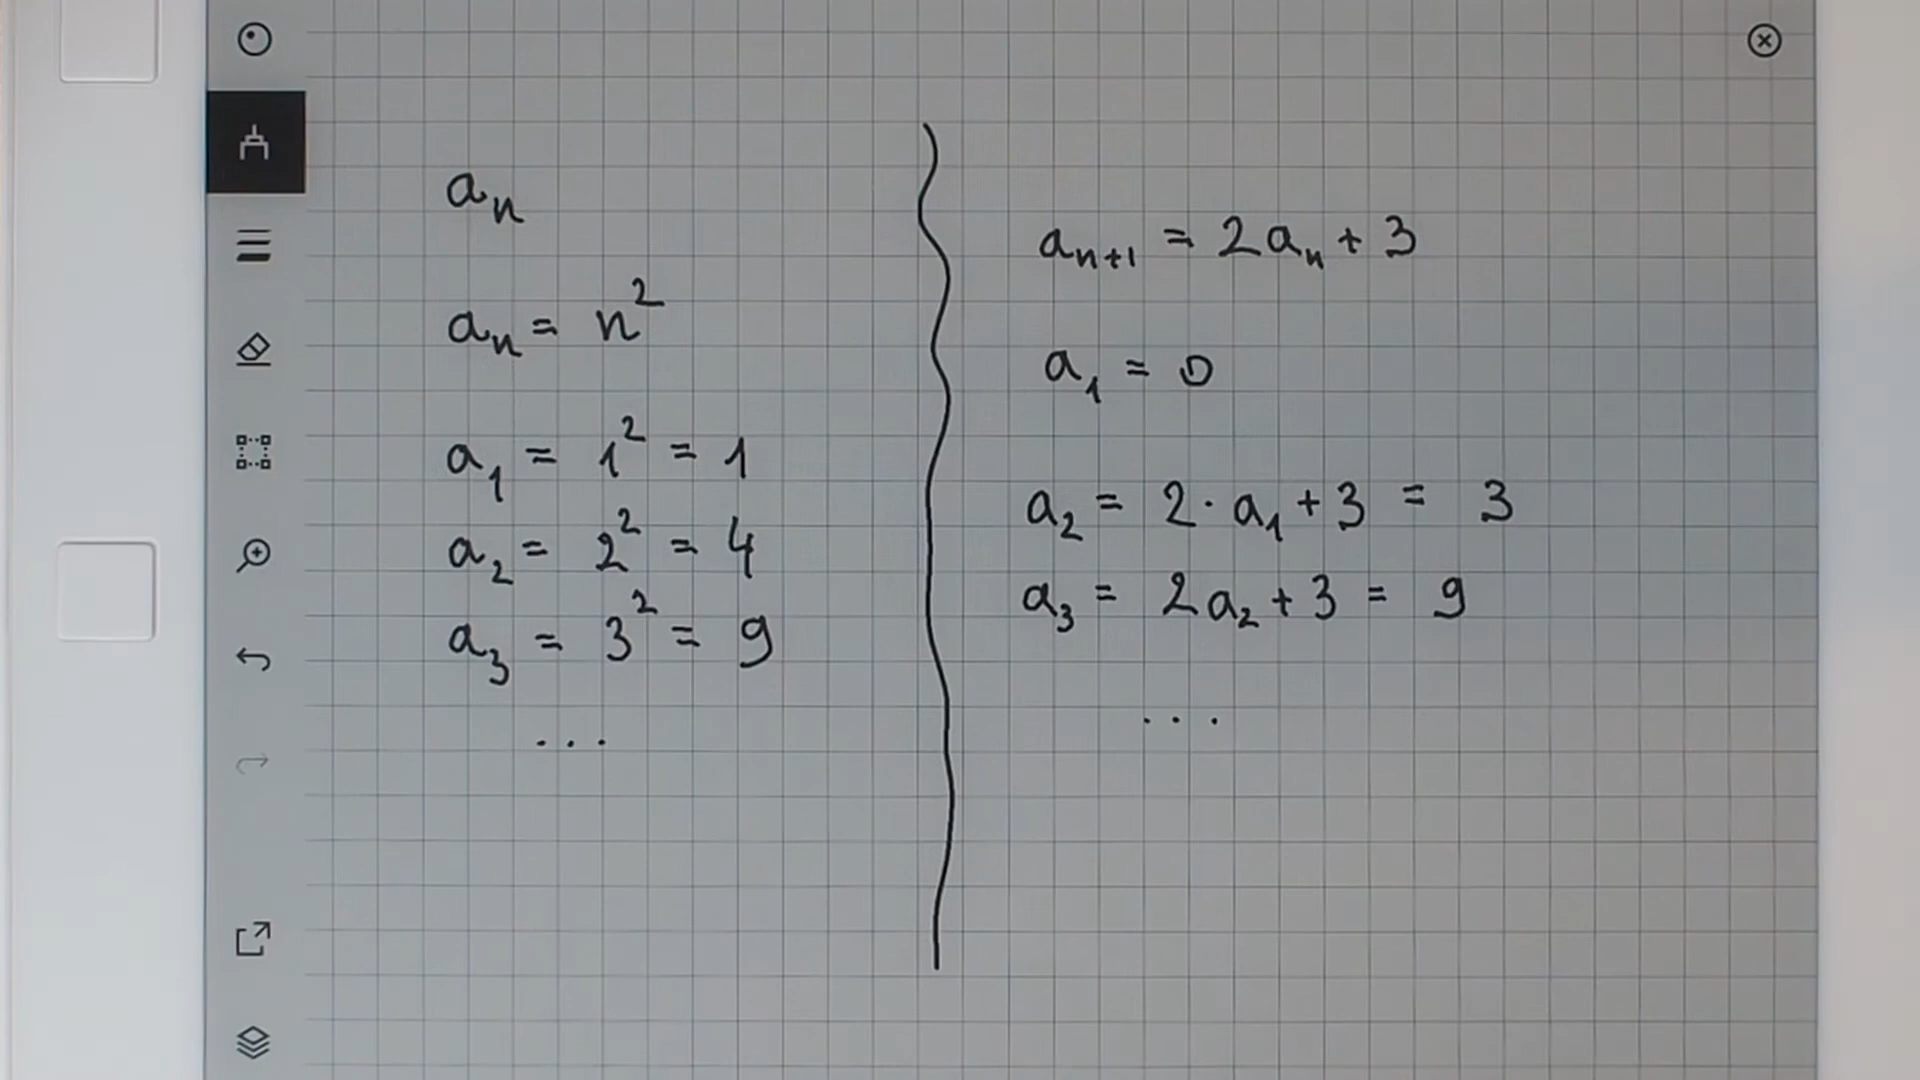 aₙ
aₙ = n²
a₁ = 1² = 1
a₂ = 2² = 4
a₃ = 3² = 9
...
aₙ₊₁ = 2aₙ + 3
a₁ = 0
a₂ = 2 · a₁ + 3 = 3
a₃ = 2a₂ + 3 = 9
...